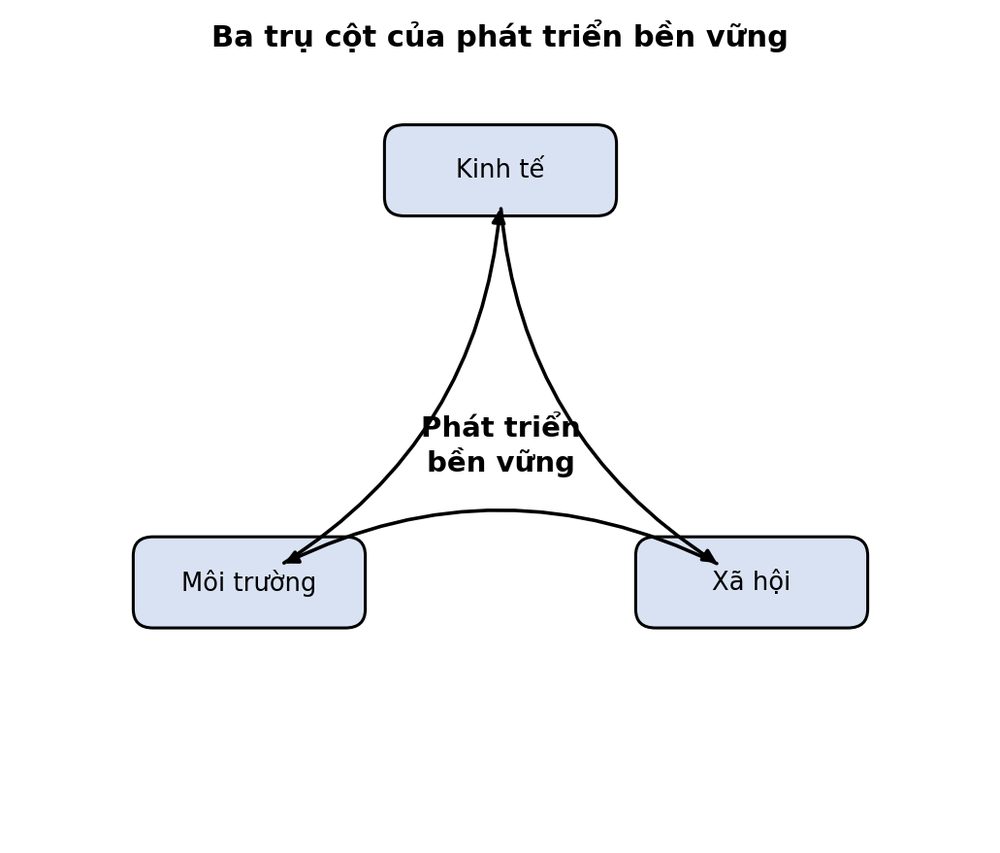 Ba trụ cột của phát triển bền vững
Kinh tế
Phát triển
bền vững
Môi trường
Xã hội